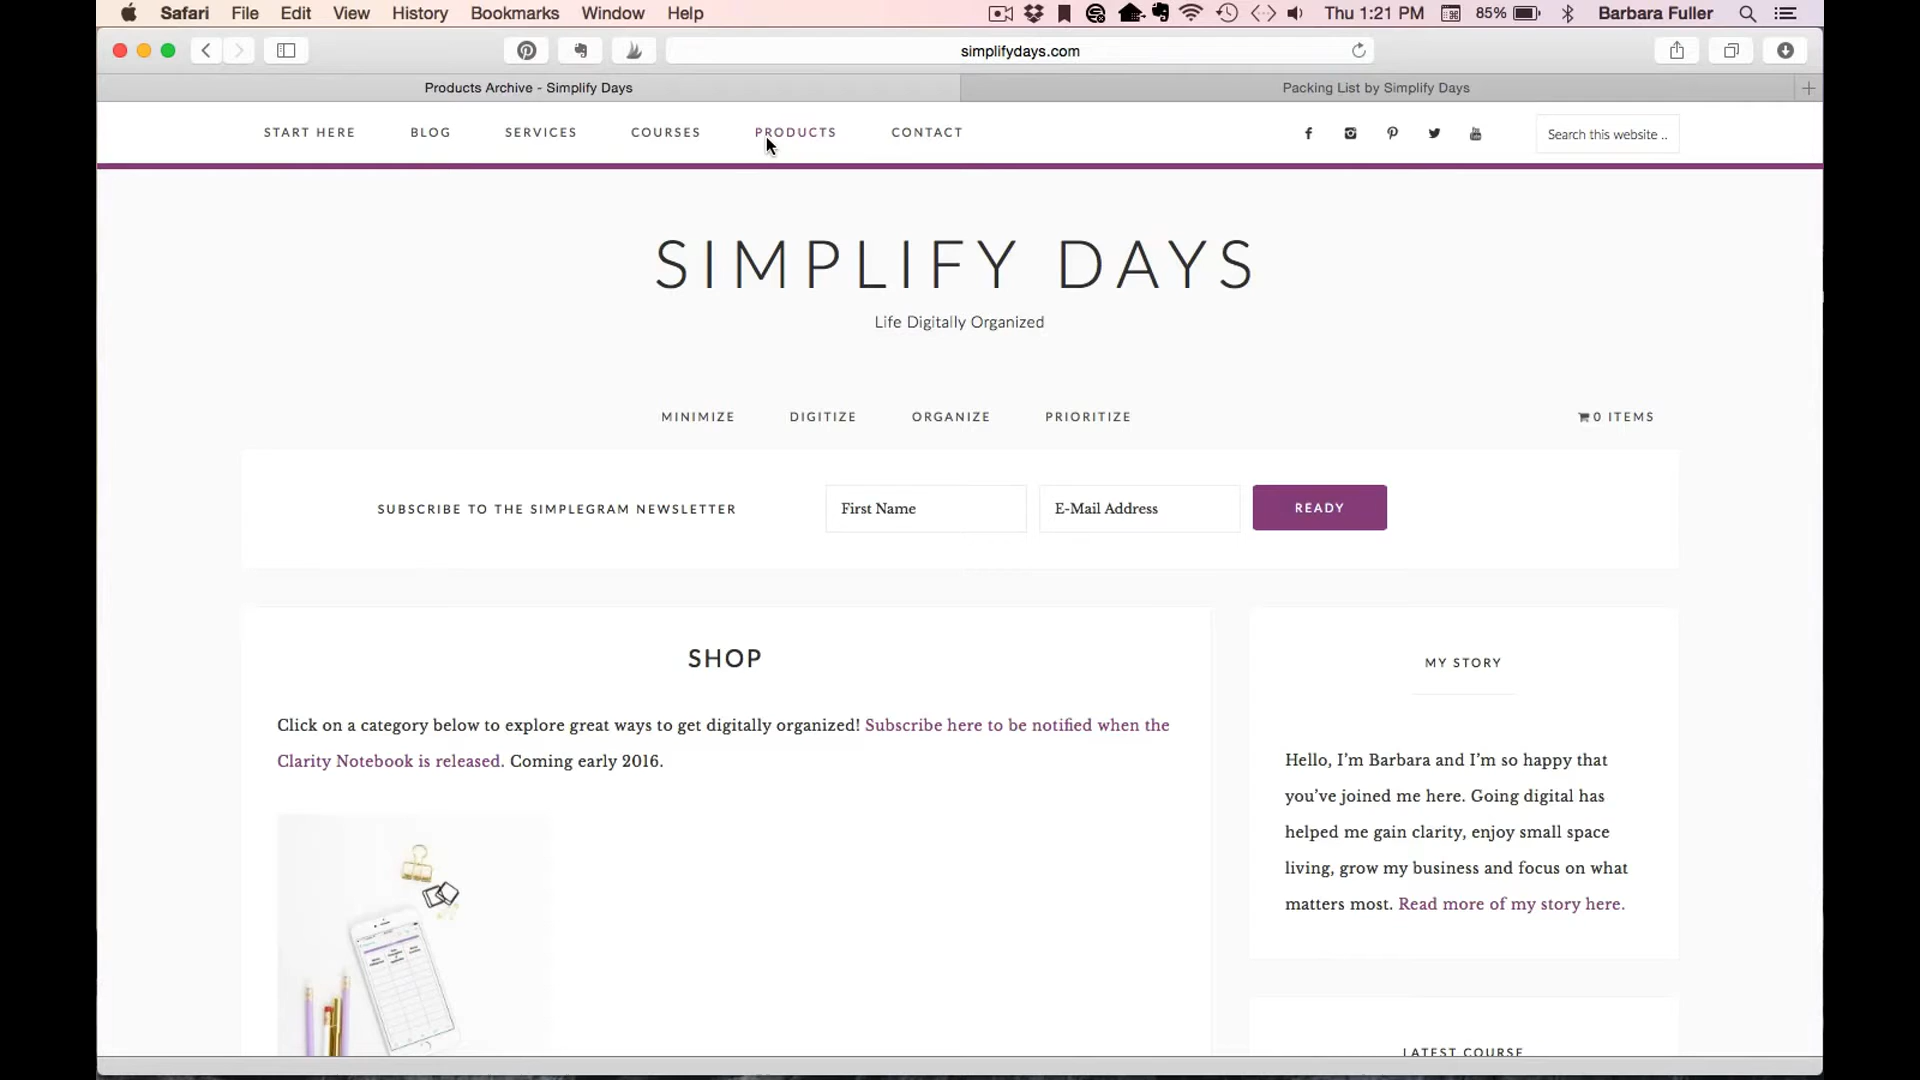 Safari File Edit View History Bookmarks Window Help Thu 1:21 PM 85% Barbara Fuller
simplifydays.com
Products Archive - Simplify Days Packing List by Simplify Days
START HERE BLOG SERVICES COURSES PRODUCTS CONTACT Search this website ..
SIMPLIFY DAYS
Life Digitally Organized
MINIMIZE DIGITIZE ORGANIZE PRIORITIZE 0 ITEMS
SUBSCRIBE TO THE SIMPLEGRAM NEWSLETTER First Name E-Mail Address READY
SHOP
Click on a category below to explore great ways to get digitally organized! Subscribe here to be notified when the
Clarity Notebook is released. Coming early 2016.
MY STORY
Hello, I'm Barbara and I'm so happy that
you've joined me here. Going digital has
helped me gain clarity, enjoy small space
living, grow my business and focus on what
matters most. Read more of my story here.
LATEST COURSE